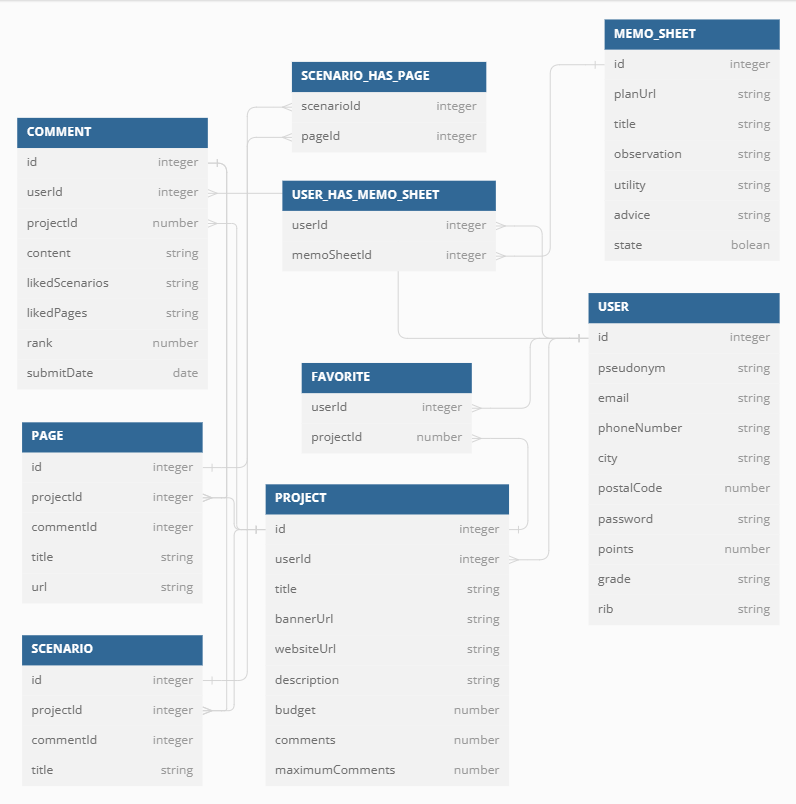 MEMO_SHEET
id integer
planUrl string
title string
observation string
utility string
advice string
state bolean
SCENARIO_HAS_PAGE
scenarioId integer
pageId integer
COMMENT
id integer
userId integer
projectId number
content string
likedScenarios string
likedPages string
rank number
submitDate date
USER_HAS_MEMO_SHEET
userId integer
memoSheetId integer
USER
id integer
pseudonym string
email string
phoneNumber string
city string
postalCode number
password string
points number
grade string
rib string
FAVORITE
userId integer
projectId number
PAGE
id integer
projectId integer
commentId integer
title string
url string
PROJECT
id integer
userId integer
title string
bannerUrl string
websiteUrl string
description string
budget number
comments number
maximumComments number
SCENARIO
id integer
projectId integer
commentId integer
title string